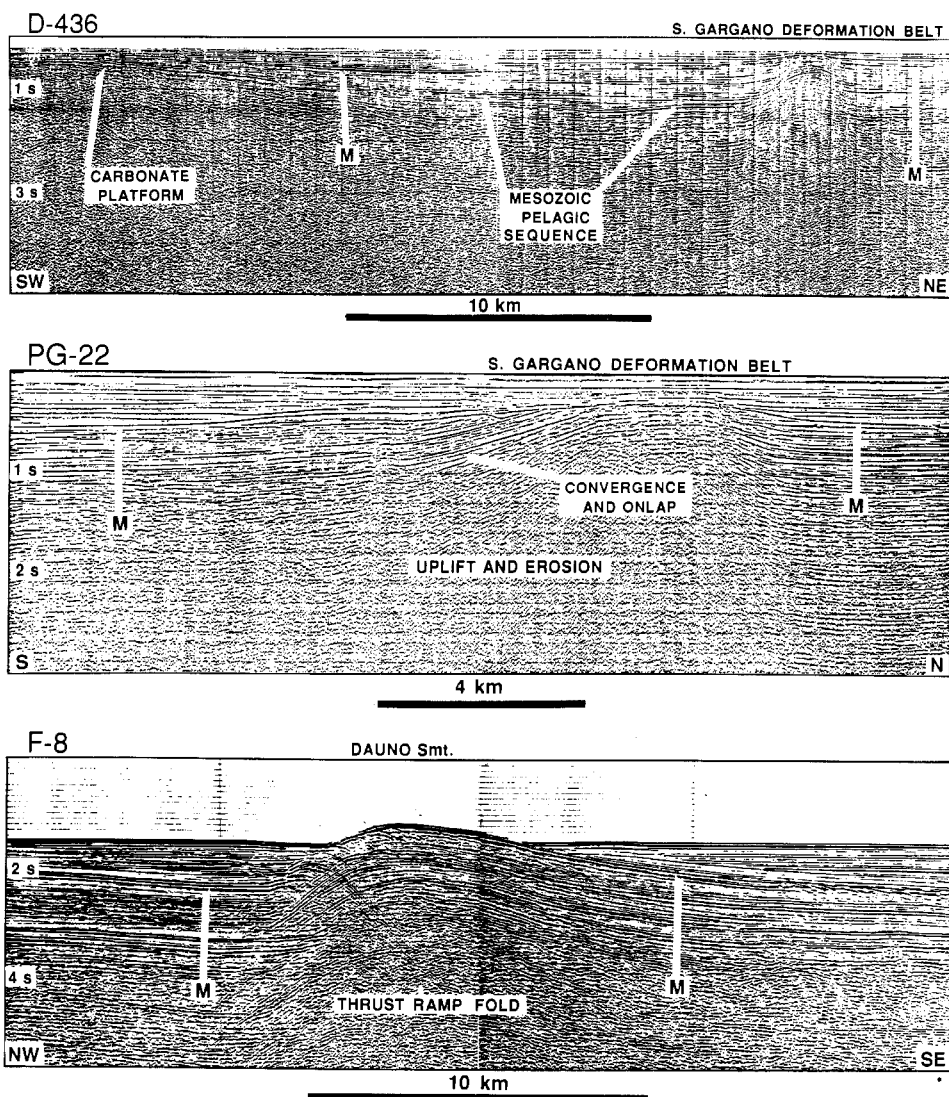 D-436
S. GARGANO DEFORMATION BELT
1 s
M
M
CARBONATE
PLATFORM
3 s
MESOZOIC
PELAGIC
SEQUENCE
SW
NE
10 km
PG-22
S. GARGANO DEFORMATION BELT
1 s
CONVERGENCE
AND ONLAP
M
M
2 s
UPLIFT AND EROSION
S
N
4 km
F-8
DAUNO Smt.
2 s
4 s
M
M
THRUST RAMP FOLD
NW
SE
10 km